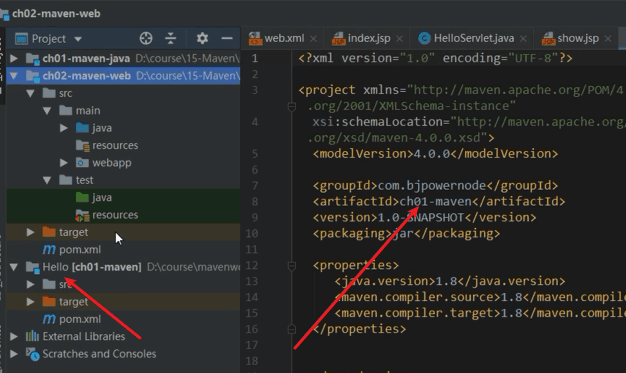 ch02-maven-web
Project
web.xml
index.jsp
HelloServlet.java
show.jsp
ch01-maven-java D:\course\15-Maven\
ch02-maven-web D:\course\15-Maven\
src
main
java
resources
webapp
test
java
resources
target
pom.xml
Hello [ch01-maven] D:\course\mavenwo
src
target
pom.xml
External Libraries
Scratches and Consoles
1 <?xml version="1.0" encoding="UTF-8"?>
2
3 <project xmlns="http://maven.apache.org/POM/4
.org/2001/XMLSchema-instance"
4 xsi:schemaLocation="http://maven.apache.org/
.org/xsd/maven-4.0.0.xsd">
5 <modelVersion>4.0.0</modelVersion>
6
7 <groupId>com.bjpowernode</groupId>
8 <artifactId>ch01-maven</artifactId>
9 <version>1.0-SNAPSHOT</version>
10 <packaging>jar</packaging>
11
12 <properties>
13 <java.version>1.8</java.version>
14 <maven.compiler.source>1.8</maven.compile
15 <maven.compiler.target>1.8</maven.compile
16 </properties>
17
18